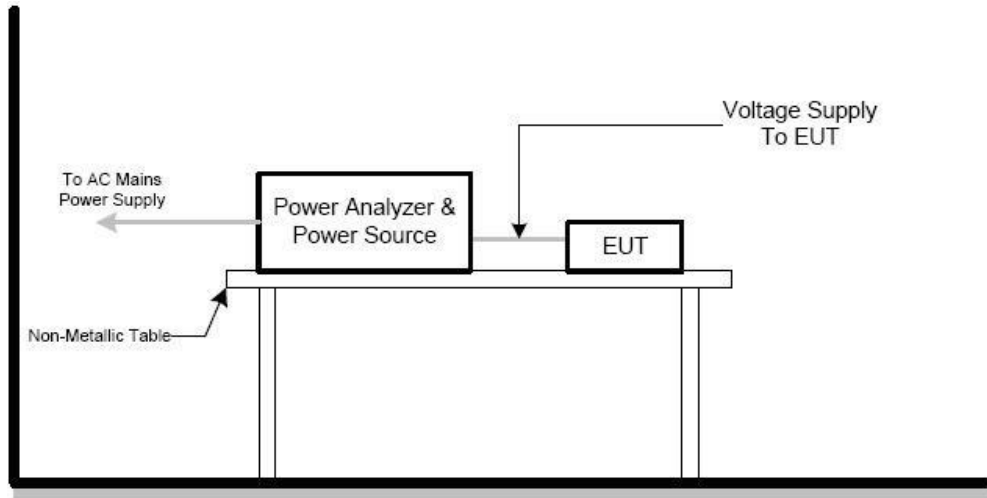 Voltage Supply
To EUT
To AC Mains
Power Supply
Power Analyzer &
Power Source
EUT
Non-Metallic Table